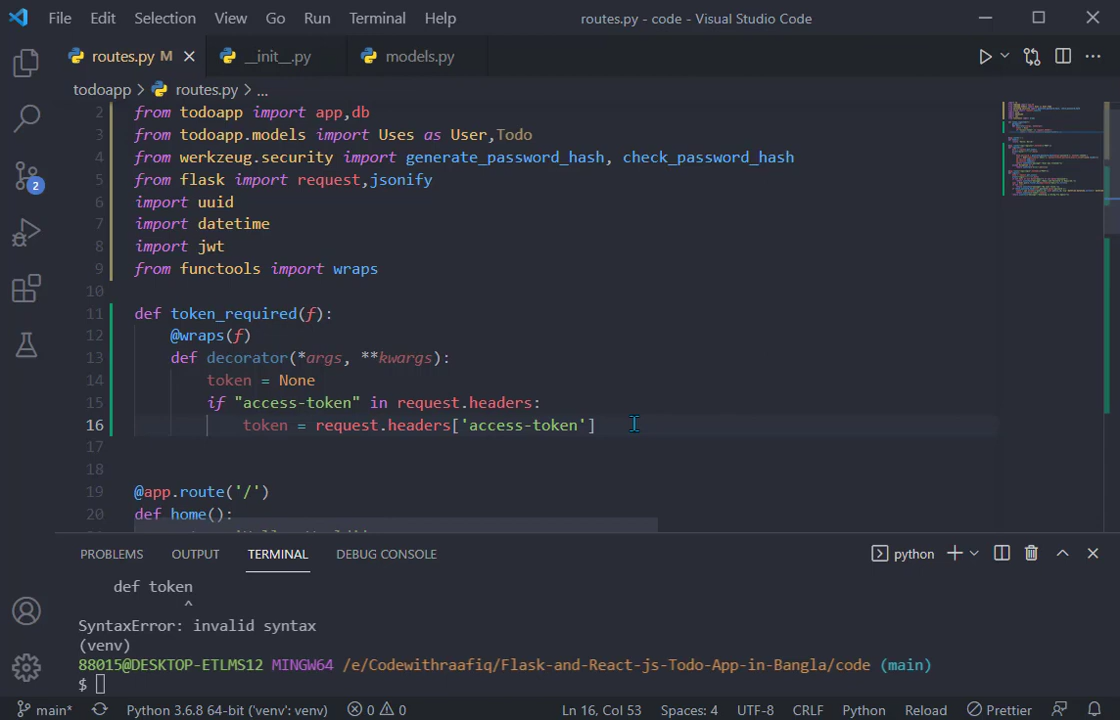 File Edit Selection View Go Run Terminal Help routes.py - code - Visual Studio Code
routes.py M __init__.py models.py
todoapp > routes.py > ...
2 from todoapp import app,db
3 from todoapp.models import Uses as User,Todo
4 from werkzeug.security import generate_password_hash, check_password_hash
5 from flask import request,jsonify
6 import uuid
7 import datetime
8 import jwt
9 from functools import wraps
10
11 def token_required(f):
12 @wraps(f)
13 def decorator(*args, **kwargs):
14 token = None
15 if "access-token" in request.headers:
16 token = request.headers['access-token']
17
18
19 @app.route('/')
20 def home():
2
PROBLEMS OUTPUT TERMINAL DEBUG CONSOLE python
def token
^
SyntaxError: invalid syntax
(venv)
88015@DESKTOP-ETLMS12 MINGW64 /e/Codewithraafiq/Flask-and-React-js-Todo-App-in-Bangla/code (main)
$
main* Python 3.6.8 64-bit ('venv': venv) 0 0 Ln 16, Col 53 Spaces: 4 UTF-8 CRLF Python Reload Prettier